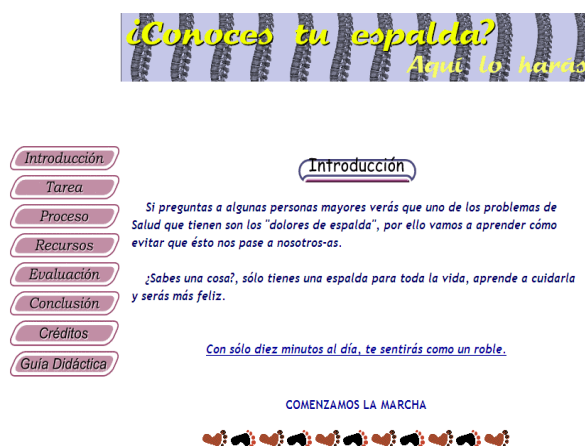 ¿Conoces tu espalda?
Aquí lo harás
Introducción
Tarea
Proceso
Recursos
Evaluación
Conclusión
Créditos
Guía Didáctica
Introducción
Si preguntas a algunas personas mayores verás que uno de los problemas de
Salud que tienen son los "dolores de espalda", por ello vamos a aprender cómo
evitar que ésto nos pase a nosotros-as.
¿Sabes una cosa?, sólo tienes una espalda para toda la vida, aprende a cuidarla
y serás más feliz.
Con sólo diez minutos al día, te sentirás como un roble.
COMENZAMOS LA MARCHA